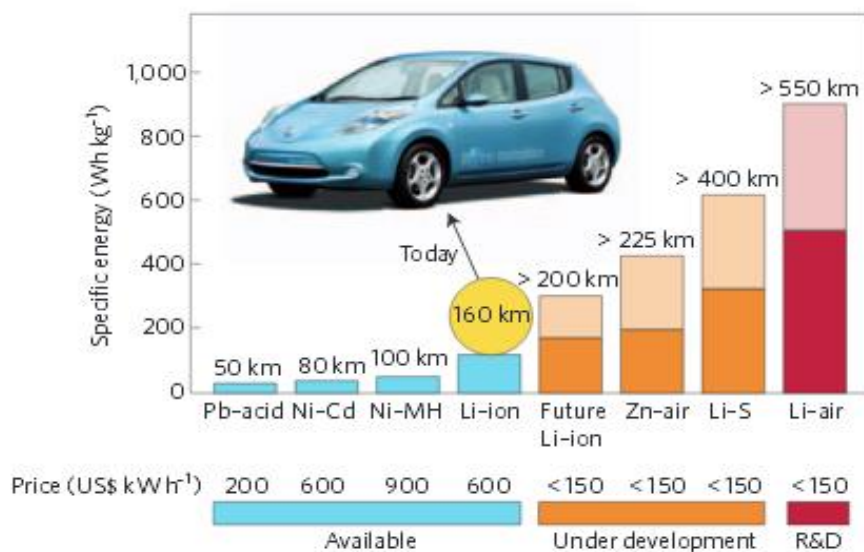 Specific energy (Wh kg⁻¹)
1,000
800
600
400
200
0
> 550 km
> 400 km
> 225 km
> 200 km
Today
160 km
100 km
80 km
50 km
Pb-acid Ni-Cd Ni-MH Li-ion Future Li-ion Zn-air Li-S Li-air
Price (US$ kW h⁻¹) 200 600 900 600 <150 <150 <150 <150
Available Under development R&D